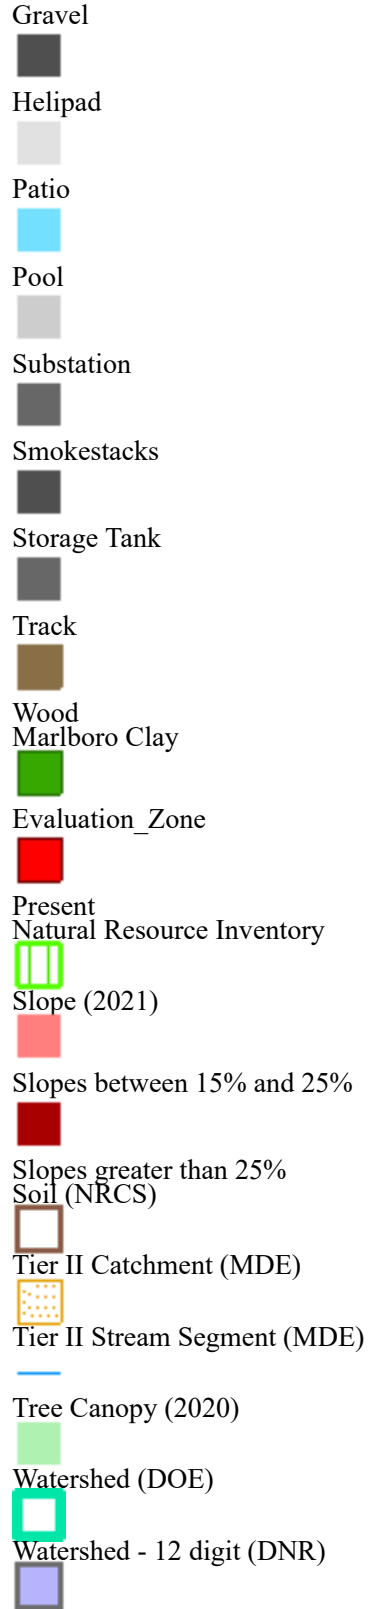 Gravel
Helipad
Patio
Pool
Substation
Smokestacks
Storage Tank
Track
Wood
Marlboro Clay
Evaluation_Zone
Present
Natural Resource Inventory
Slope (2021)
Slopes between 15% and 25%
Slopes greater than 25%
Soil (NRCS)
Tier II Catchment (MDE)
Tier II Stream Segment (MDE)
Tree Canopy (2020)
Watershed (DOE)
Watershed - 12 digit (DNR)